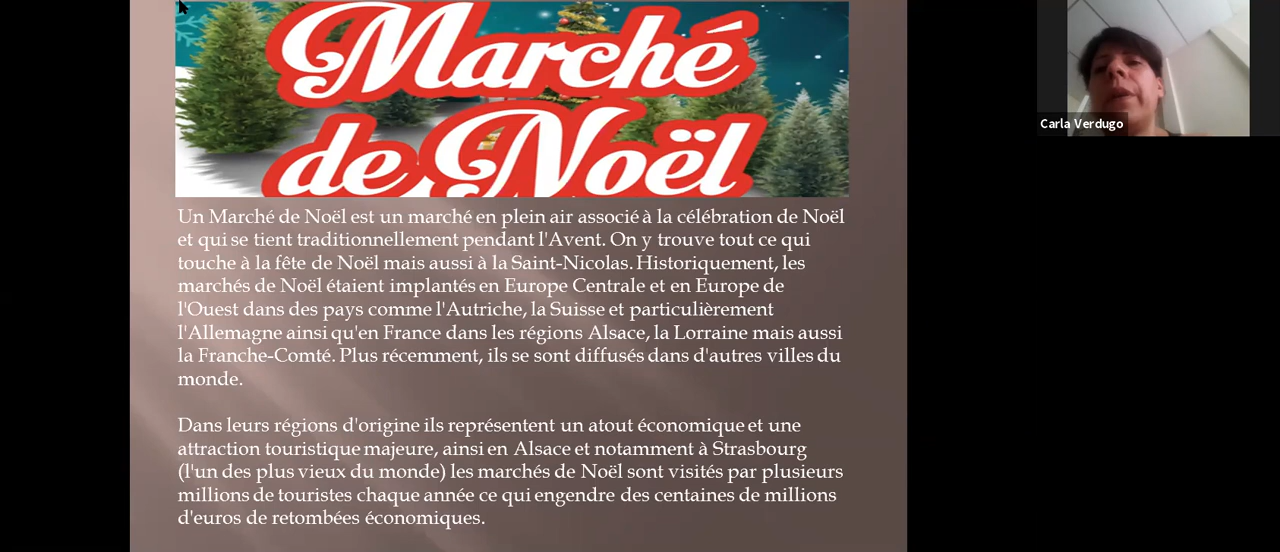 Marché
de Noël
Un Marché de Noël est un marché en plein air associé à la célébration de Noël
et qui se tient traditionnellement pendant l'Avent. On y trouve tout ce qui
touche à la fête de Noël mais aussi à la Saint-Nicolas. Historiquement, les
marchés de Noël étaient implantés en Europe Centrale et en Europe de
l'Ouest dans des pays comme l'Autriche, la Suisse et particulièrement
l'Allemagne ainsi qu'en France dans les régions Alsace, la Lorraine mais aussi
la Franche-Comté. Plus récemment, ils se sont diffusés dans d'autres villes du
monde.
Dans leurs régions d'origine ils représentent un atout économique et une
attraction touristique majeure, ainsi en Alsace et notamment à Strasbourg
(l'un des plus vieux du monde) les marchés de Noël sont visités par plusieurs
millions de touristes chaque année ce qui engendre des centaines de millions
d'euros de retombées économiques.
Carla Verdugo